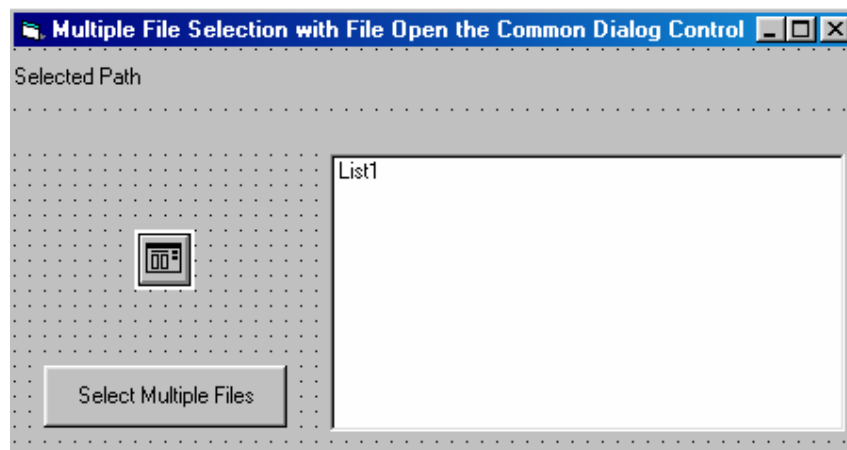 Multiple File Selection with File Open the Common Dialog Control
Selected Path
List1
Select Multiple Files